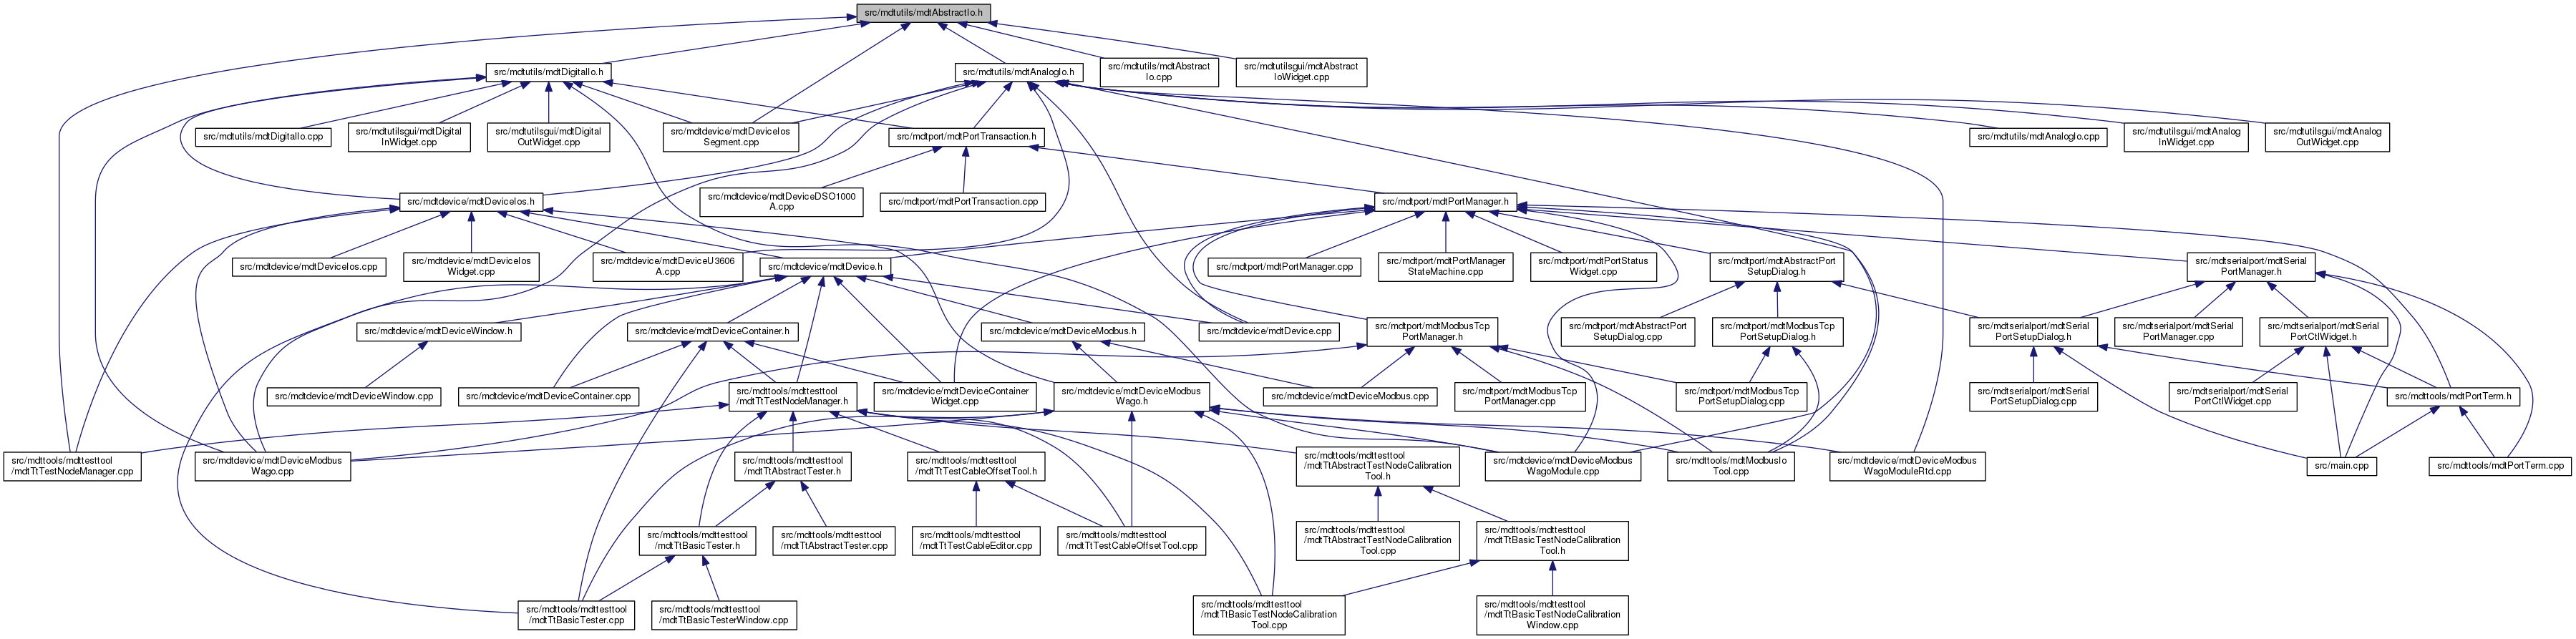 src/mdtutils/mdtAbstractIo.h
src/mdtutils/mdtDigitalIo.h
src/mdtutils/mdtAnalogIo.h
src/mdtutils/mdtAbstract
Io.cpp
src/mdtutilsgui/mdtAbstract
IoWidget.cpp
src/mdtutils/mdtDigitalIo.cpp
src/mdtutilsgui/mdtDigital
InWidget.cpp
src/mdtutilsgui/mdtDigital
OutWidget.cpp
src/mdtdevice/mdtDeviceIos
Segment.cpp
src/mdtport/mdtPortTransaction.h
src/mdtutils/mdtAnalogIo.cpp
src/mdtutilsgui/mdtAnalog
InWidget.cpp
src/mdtutilsgui/mdtAnalog
OutWidget.cpp
src/mdtdevice/mdtDeviceIos.h
src/mdtdevice/mdtDeviceDSO1000
A.cpp
src/mdtport/mdtPortTransaction.cpp
src/mdtport/mdtPortManager.h
src/mdtdevice/mdtDeviceIos.cpp
src/mdtdevice/mdtDeviceIos
Widget.cpp
src/mdtdevice/mdtDeviceU3606
A.cpp
src/mdtdevice/mdtDevice.h
src/mdtport/mdtPortManager.cpp
src/mdtport/mdtPortManager
StateMachine.cpp
src/mdtport/mdtPortStatus
Widget.cpp
src/mdtport/mdtAbstractPort
SetupDialog.h
src/mdtserialport/mdtSerial
PortManager.h
src/mdtdevice/mdtDeviceWindow.h
src/mdtdevice/mdtDeviceContainer.h
src/mdtdevice/mdtDeviceModbus.h
src/mdtdevice/mdtDevice.cpp
src/mdtport/mdtModbusTcp
PortManager.h
src/mdtport/mdtAbstractPort
SetupDialog.cpp
src/mdtport/mdtModbusTcp
PortSetupDialog.h
src/mdtserialport/mdtSerial
PortSetupDialog.h
src/mdtserialport/mdtSerial
PortManager.cpp
src/mdtserialport/mdtSerial
PortCtlWidget.h
src/mdtdevice/mdtDeviceWindow.cpp
src/mdtdevice/mdtDeviceContainer.cpp
src/mdttools/mdttesttool
/mdtTtTestNodeManager.h
src/mdtdevice/mdtDeviceContainer
Widget.cpp
src/mdtdevice/mdtDeviceModbus
Wago.h
src/mdtdevice/mdtDeviceModbus.cpp
src/mdtport/mdtModbusTcp
PortManager.cpp
src/mdtport/mdtModbusTcp
PortSetupDialog.cpp
src/mdtserialport/mdtSerial
PortSetupDialog.cpp
src/mdtserialport/mdtSerial
PortCtlWidget.cpp
src/mdttools/mdtPortTerm.h
src/mdttools/mdttesttool
/mdtTtTestNodeManager.cpp
src/mdtdevice/mdtDeviceModbus
Wago.cpp
src/mdttools/mdttesttool
/mdtTtAbstractTester.h
src/mdttools/mdttesttool
/mdtTtTestCableOffsetTool.h
src/mdttools/mdttesttool
/mdtTtAbstractTestNodeCalibration
Tool.h
src/mdtdevice/mdtDeviceModbus
WagoModule.cpp
src/mdttools/mdtModbusIo
Tool.cpp
src/mdtdevice/mdtDeviceModbus
WagoModuleRtd.cpp
src/main.cpp
src/mdttools/mdtPortTerm.cpp
src/mdttools/mdttesttool
/mdtTtBasicTester.h
src/mdttools/mdttesttool
/mdtTtAbstractTester.cpp
src/mdttools/mdttesttool
/mdtTtTestCableEditor.cpp
src/mdttools/mdttesttool
/mdtTtTestCableOffsetTool.cpp
src/mdttools/mdttesttool
/mdtTtAbstractTestNodeCalibration
Tool.cpp
src/mdttools/mdttesttool
/mdtTtBasicTestNodeCalibration
Tool.h
src/mdttools/mdttesttool
/mdtTtBasicTester.cpp
src/mdttools/mdttesttool
/mdtTtBasicTesterWindow.cpp
src/mdttools/mdttesttool
/mdtTtBasicTestNodeCalibration
Tool.cpp
src/mdttools/mdttesttool
/mdtTtBasicTestNodeCalibration
Window.cpp